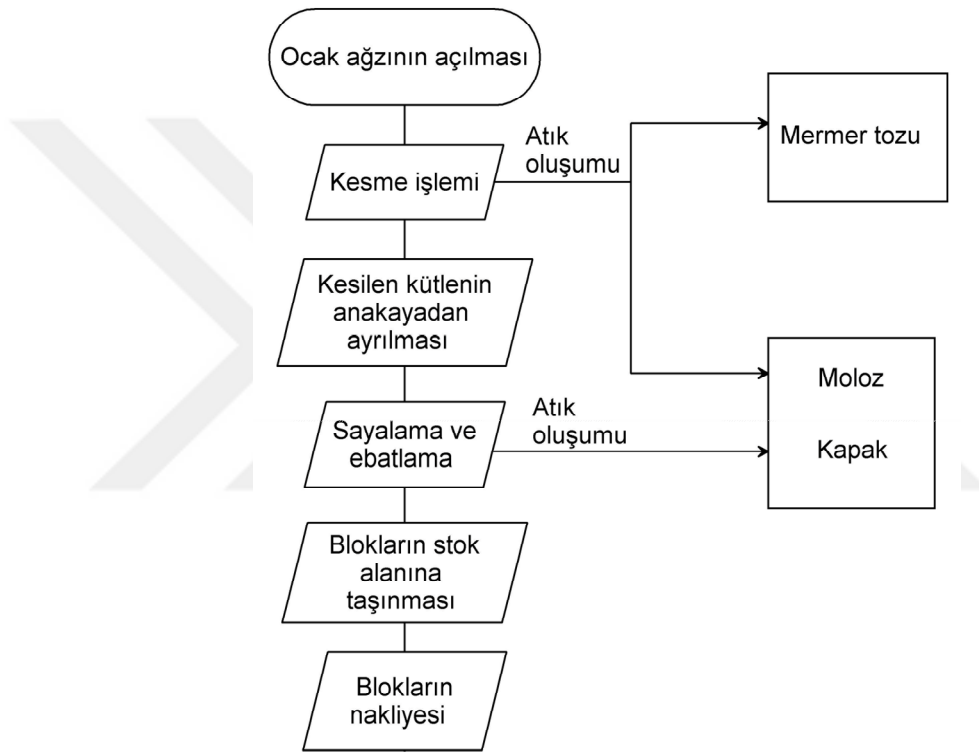 Ocak ağzının açılması
Atık
oluşumu
Mermer tozu
Kesme işlemi
Kesilen kütlenin
anakayadan
ayrılması
Moloz
Atık
oluşumu
Sayalama ve
ebatlama
Kapak
Blokların stok
alanına
taşınması
Blokların
nakliyesi